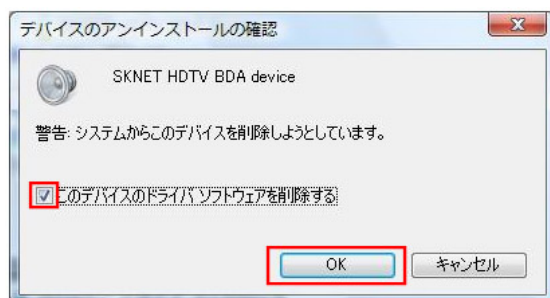 デバイスのアンインストールの確認
SKNET HDTV BDA device
警告: システムからこのデバイスを削除しようとしています。
このデバイスのドライバ ソフトウェアを削除する
OK
キャンセル